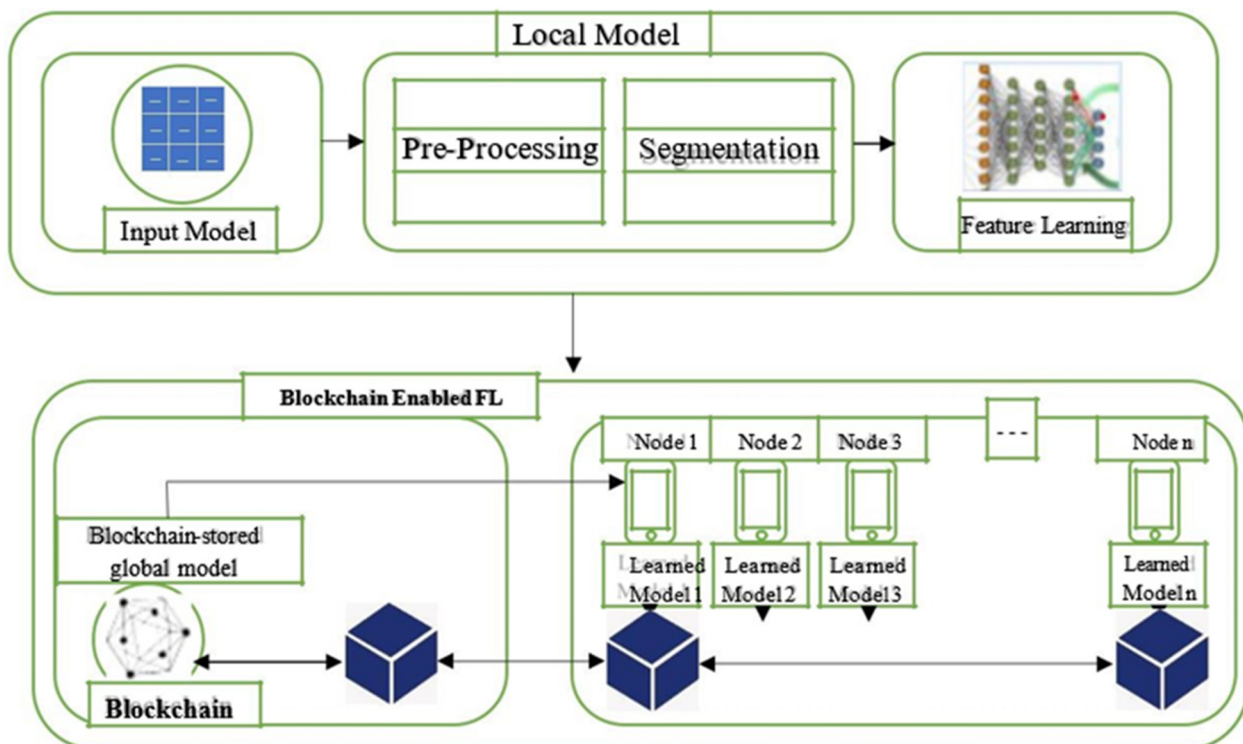 Local Model
Pre-Processing
Segmentation
Input Model
Feature Learning
Blockchain Enabled FL
Node 1
Node 2
Node 3
---
Node n
Blockchain-stored
global model
Learned
Model 1
Learned
Model 2
Learned
Model 3
Learned
Model n
Blockchain